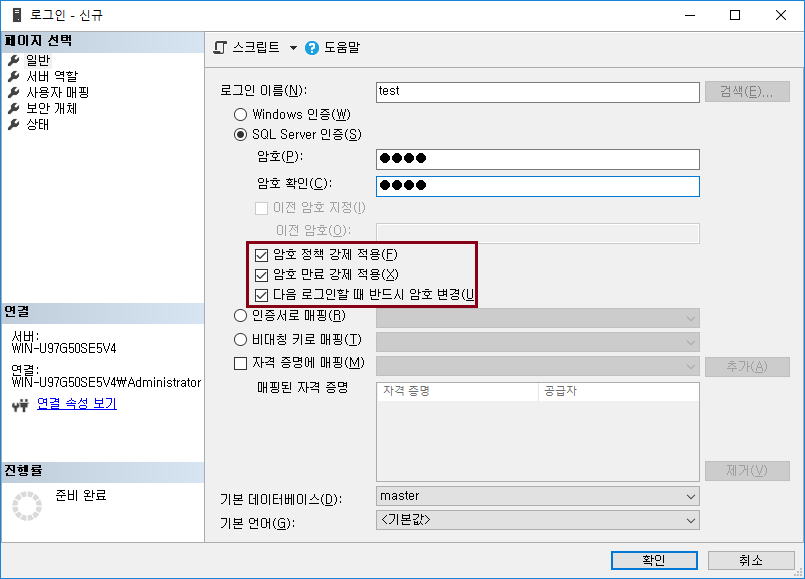 로그인 - 신규
페이지 선택
일반
서버 역할
사용자 매핑
보안 개체
상태
연결
서버:
WIN-U97G50SE5V4
연결:
WIN-U97G50SE5V4₩Administrator
연결 속성 보기
진행률
준비 완료
스크립트 도움말
로그인 이름(N): test 검색(E)...
Windows 인증(W)
SQL Server 인증(S)
암호(P): ●●●●
암호 확인(C): ●●●●
이전 암호 지정(I)
이전 암호(O):
암호 정책 강제 적용(F)
암호 만료 강제 적용(X)
다음 로그인할 때 반드시 암호 변경(U
인증서로 매핑(R)
비대칭 키로 매핑(T)
자격 증명에 매핑(M) 추가(A)
매핑된 자격 증명 자격 증명 공급자
제거(V)
기본 데이터베이스(D): master
기본 언어(G): <기본값>
확인 취소